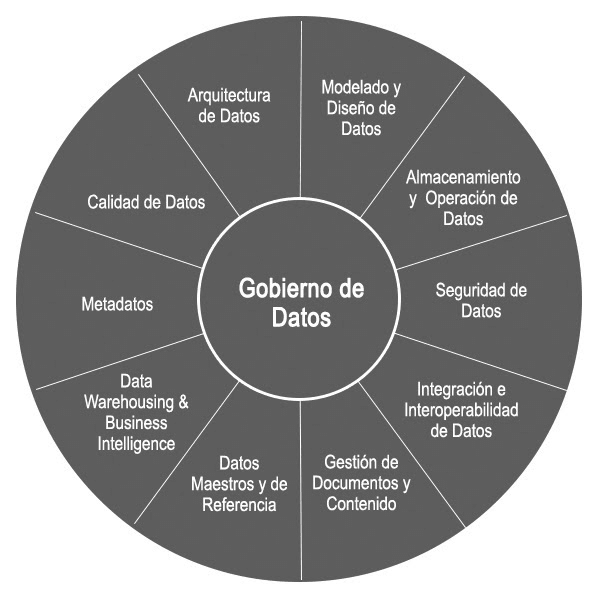 Arquitectura
de Datos
Modelado y
Diseño de
Datos
Almacenamiento
y Operación de
Datos
Seguridad de
Datos
Integración e
Interoperabilidad
de Datos
Gestión de
Documentos y
Contenido
Datos
Maestros y de
Referencia
Data
Warehousing &
Business
Intelligence
Metadatos
Calidad de Datos
Gobierno de
Datos